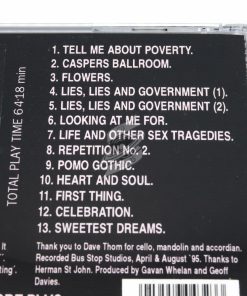 TOTAL PLAY TIME 64·18 min
1. TELL ME ABOUT POVERTY.
2. CASPERS BALLROOM.
3. FLOWERS.
4. LIES, LIES AND GOVERNMENT (1).
5. LIES, LIES AND GOVERNMENT (2).
6. LOOKING AT ME FOR.
7. LIFE AND OTHER SEX TRAGEDIES.
8. REPETITION No. 2.
9. POMO GOTHIC.
10. HEART AND SOUL.
11. FIRST THING.
12. CELEBRATION.
13. SWEETEST DREAMS.
It
Thank you to Dave Thom for cello, mandolin and accordian.
Recorded Bus Stop Studios, April & August '95. Thanks to
Herman St John. Produced by Gavan Whelan and Geoff
Davies.